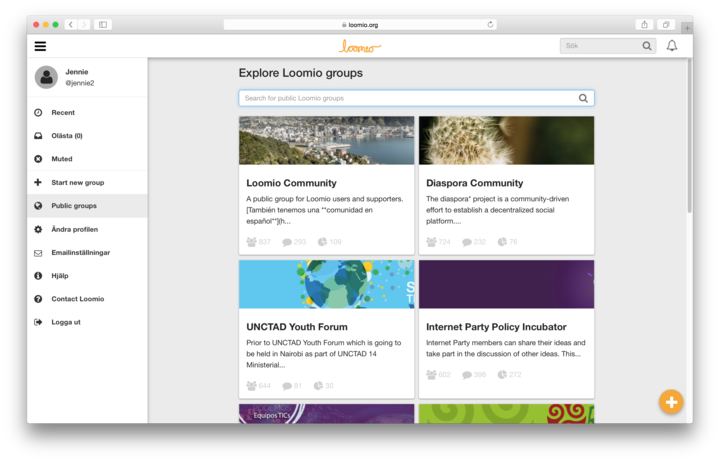 loomio.org
loomio
Sök
Jennie
@jennie2
Recent
Olästa (0)
Muted
Start new group
Public groups
Ändra profilen
Emailinställningar
Hjälp
Contact Loomio
Logga ut
Explore Loomio groups
Search for public Loomio groups
Loomio Community
A public group for Loomio users and supporters.
[También tenemos una **comunidad en
español**](h...
837 293 109
Diaspora Community
The diaspora* project is a community-driven
effort to establish a decentralized social
platform....
724 232 76
UNCTAD Youth Forum
Prior to UNCTAD Youth Forum which is going to
be held in Nairobi as part of UNCTAD 14
Ministerial...
644 81 30
Internet Party Policy Incubator
Internet Party members can share their ideas and
take part in the discussion of other ideas. This...
602 398 272
Equipos TICs